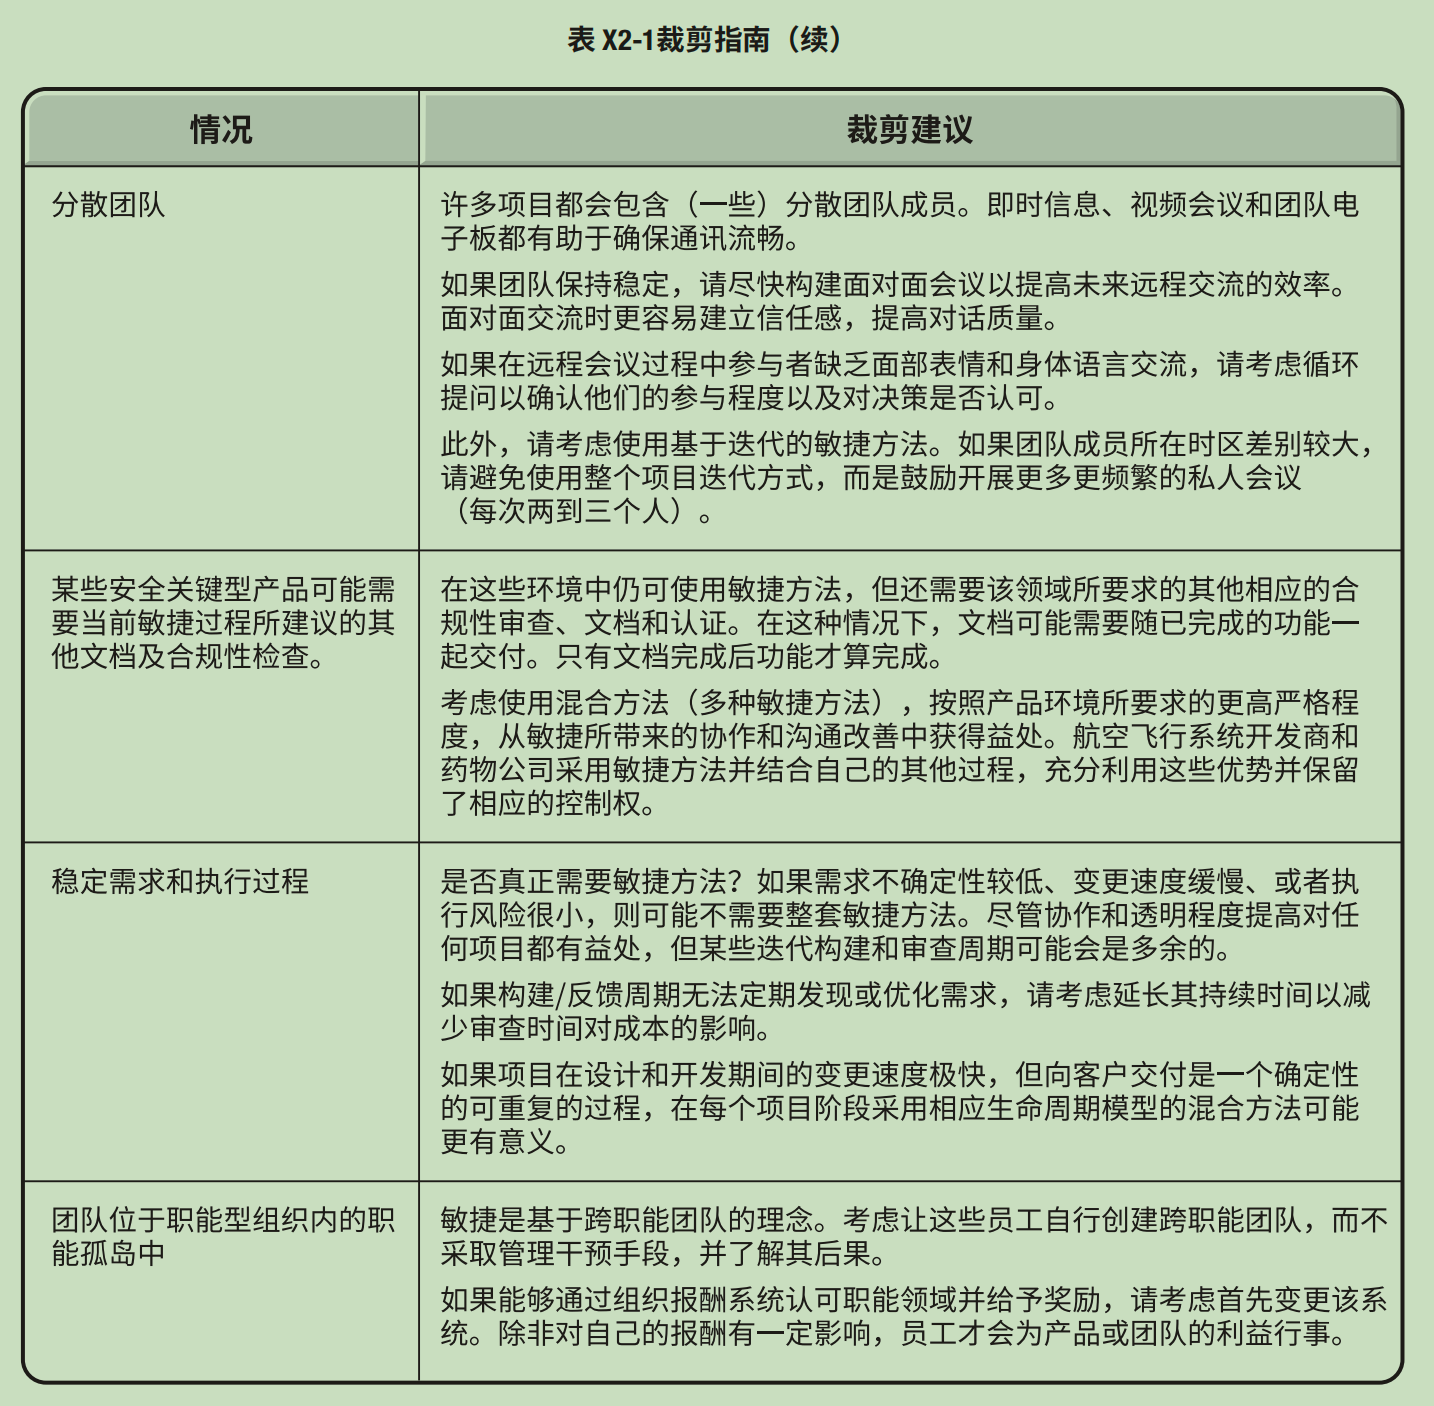 表 X2-1裁剪指南（续）
情况
裁剪建议
分散团队
许多项目都会包含（一些）分散团队成员。即时信息、视频会议和团队电
子板都有助于确保通讯流畅。
如果团队保持稳定，请尽快构建面对面会议以提高未来远程交流的效率。
面对面交流时更容易建立信任感，提高对话质量。
如果在远程会议过程中参与者缺乏面部表情和身体语言交流，请考虑循环
提问以确认他们的参与程度以及对决策是否认可。
此外，请考虑使用基于迭代的敏捷方法。如果团队成员所在时区差别较大，
请避免使用整个项目迭代方式，而是鼓励开展更多更频繁的私人会议
（每次两到三个人）。
某些安全关键型产品可能需
要当前敏捷过程所建议的其
他文档及合规性检查。
在这些环境中仍可使用敏捷方法，但还需要该领域所要求的其他相应的合
规性审查、文档和认证。在这种情况下，文档可能需要随已完成的功能一
起交付。只有文档完成后功能才算完成。
考虑使用混合方法（多种敏捷方法），按照产品环境所要求的更高严格程
度，从敏捷所带来的协作和沟通改善中获得益处。航空飞行系统开发商和
药物公司采用敏捷方法并结合自己的其他过程，充分利用这些优势并保留
了相应的控制权。
稳定需求和执行过程
是否真正需要敏捷方法？如果需求不确定性较低、变更速度缓慢、或者执
行风险很小，则可能不需要整套敏捷方法。尽管协作和透明程度提高对任
何项目都有益处，但某些迭代构建和审查周期可能会是多余的。
如果构建/反馈周期无法定期发现或优化需求，请考虑延长其持续时间以减
少审查时间对成本的影响。
如果项目在设计和开发期间的变更速度极快，但向客户交付是一个确定性
的可重复的过程，在每个项目阶段采用相应生命周期模型的混合方法可能
更有意义。
团队位于职能型组织内的职
能孤岛中
敏捷是基于跨职能团队的理念。考虑让这些员工自行创建跨职能团队，而不
采取管理干预手段，并了解其后果。
如果能够通过组织报酬系统认可职能领域并给予奖励，请考虑首先变更该系
统。除非对自己的报酬有一定影响，员工才会为产品或团队的利益行事。